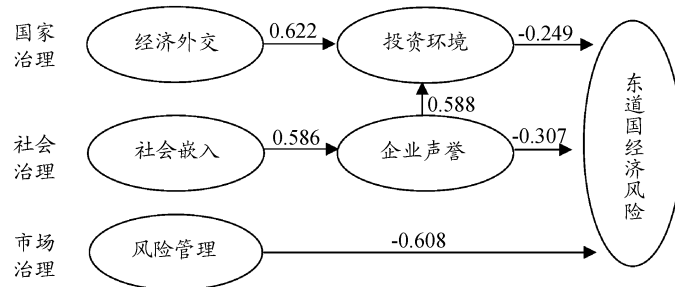 国家
治理
经济外交
0.622
投资环境
-0.249
0.588
社会
治理
社会嵌入
0.586
企业声誉
-0.307
东道国经济风险
市场
治理
风险管理
-0.608